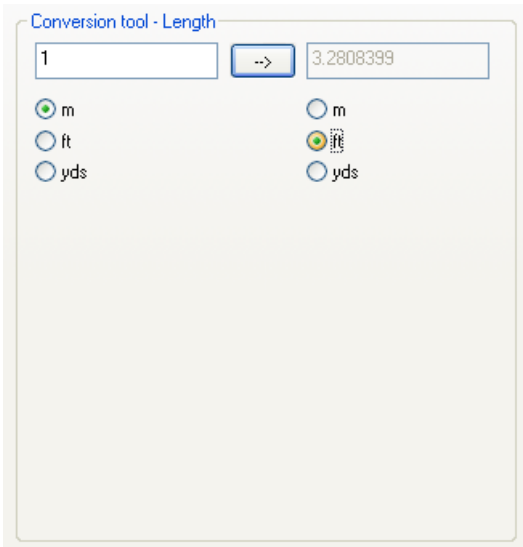 Conversion tool - Length
1 --> 3.2808399
m m
ft ft
yds yds